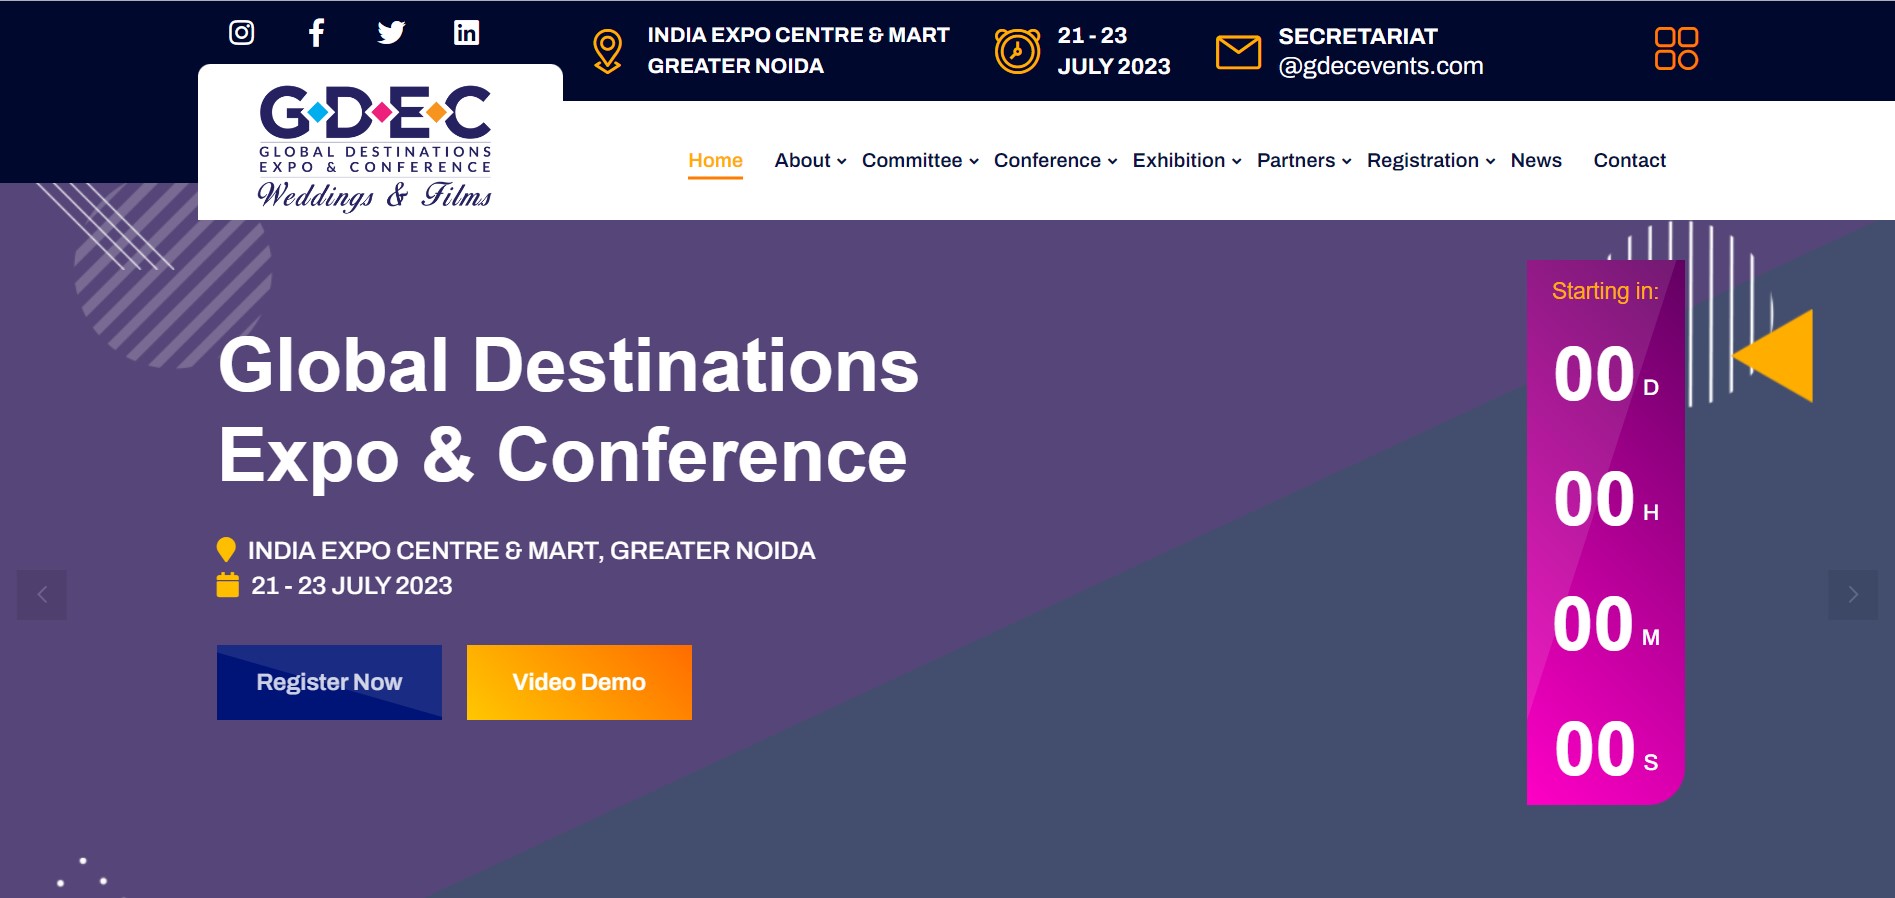 INDIA EXPO CENTRE & MART
GREATER NOIDA
21 - 23
JULY 2023
SECRETARIAT
@gdecevents.com
GDEC
GLOBAL DESTINATIONS
EXPO & CONFERENCE
Weddings & Films
Home About Committee Conference Exhibition Partners Registration News Contact
Global Destinations
Expo & Conference
INDIA EXPO CENTRE & MART, GREATER NOIDA
21 - 23 JULY 2023
Register Now Video Demo
Starting in:
00 D
00 H
00 M
00 S